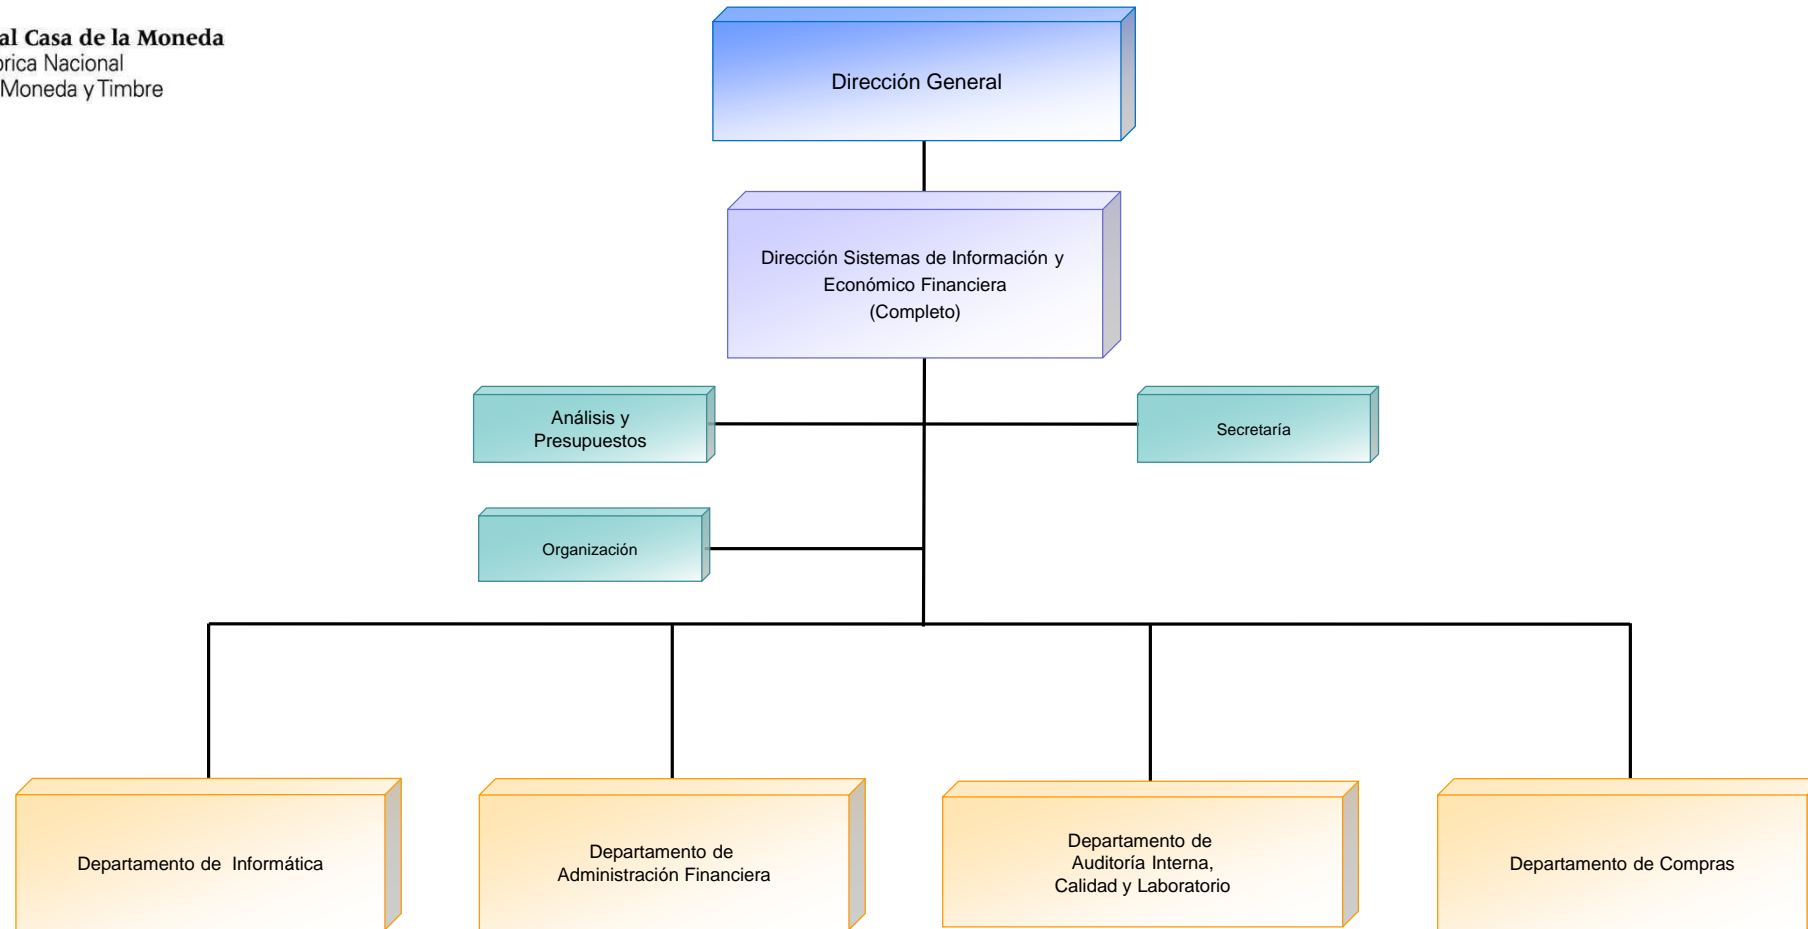 al Casa de la Moneda
rica Nacional
Moneda y Timbre
Dirección General
Dirección Sistemas de Información y
Económico Financiera
(Completo)
Análisis y
Presupuestos
Secretaría
Organización
Departamento de Informática
Departamento de
Administración Financiera
Departamento de
Auditoría Interna,
Calidad y Laboratorio
Departamento de Compras